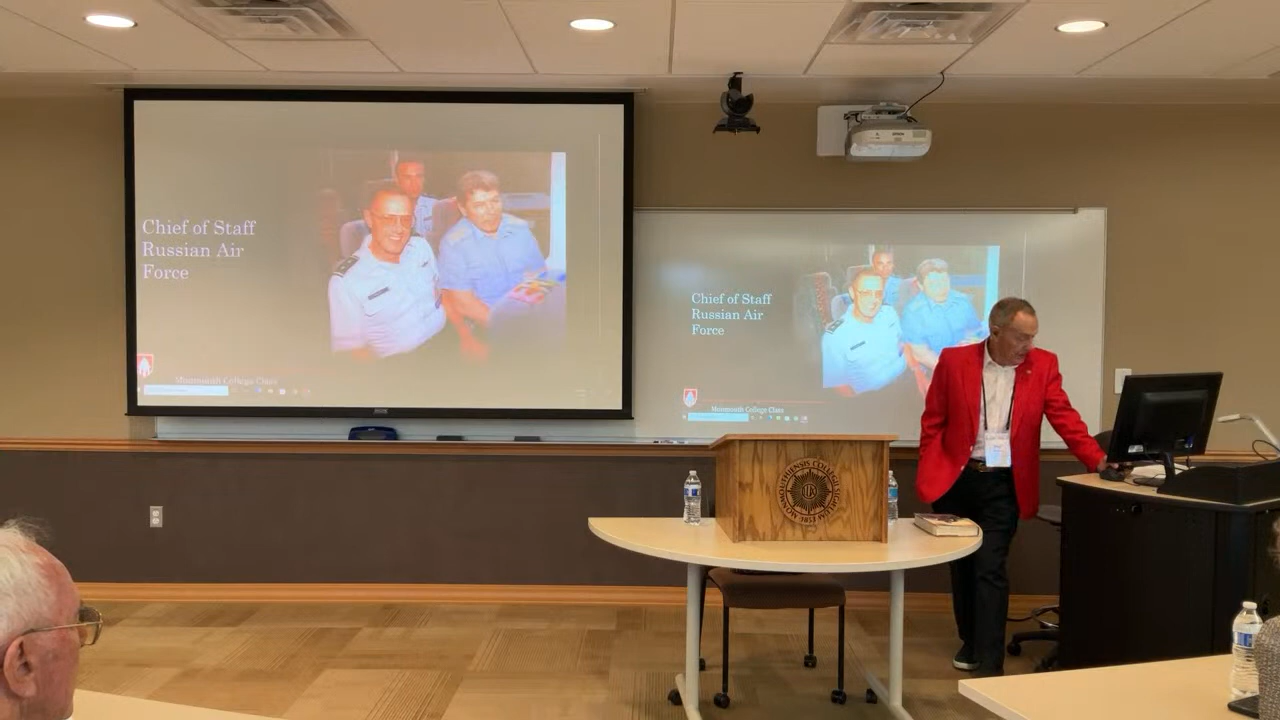 Chief of Staff
Russian Air
Force
Monmouth College Class
Chief of Staff
Russian Air
Force
Monmouth College Class